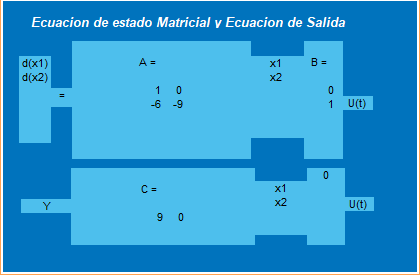 Ecuacion de estado Matricial y Ecuacion de Salida
d(x1) A = x1 B =
d(x2) x2
= 1 0 0
-6 -9 1 U(t)
0
C = x1
x2
Y U(t)
9 0